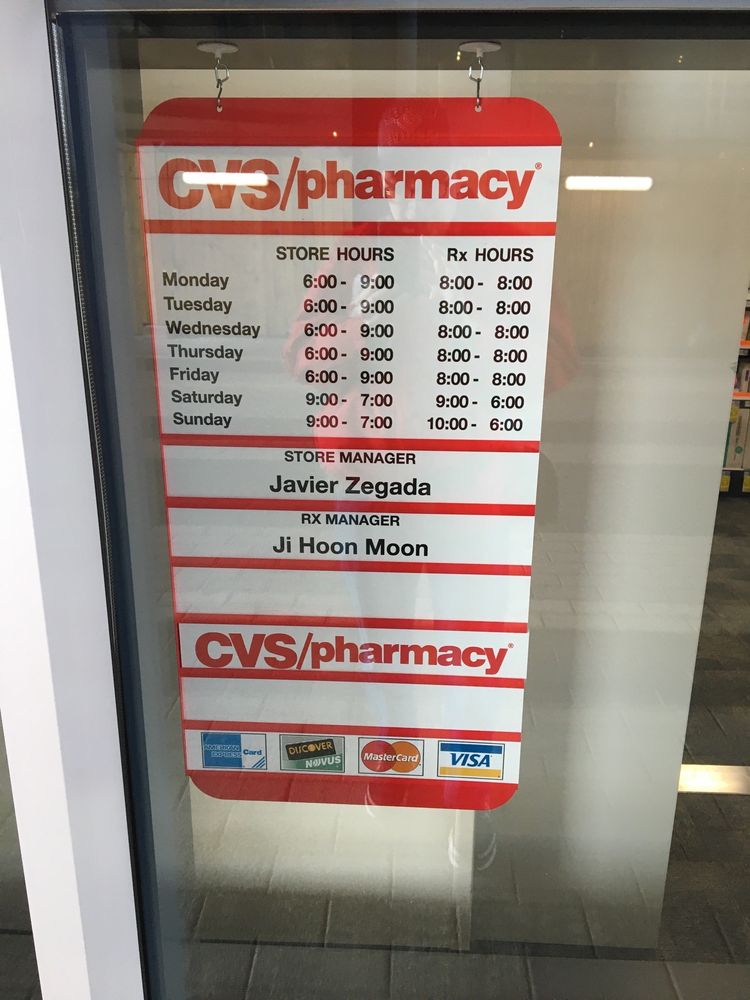 CVS/pharmacy®
STORE HOURS Rx HOURS
Monday 6:00 - 9:00 8:00 - 8:00
Tuesday 6:00 - 9:00 8:00 - 8:00
Wednesday 6:00 - 9:00 8:00 - 8:00
Thursday 6:00 - 9:00 8:00 - 8:00
Friday 6:00 - 9:00 8:00 - 8:00
Saturday 9:00 - 7:00 9:00 - 6:00
Sunday 9:00 - 7:00 10:00 - 6:00
STORE MANAGER
Javier Zegada
RX MANAGER
Ji Hoon Moon
CVS/pharmacy®
AMERICAN EXPRESS Card
DISCOVER NOVUS
MasterCard
VISA